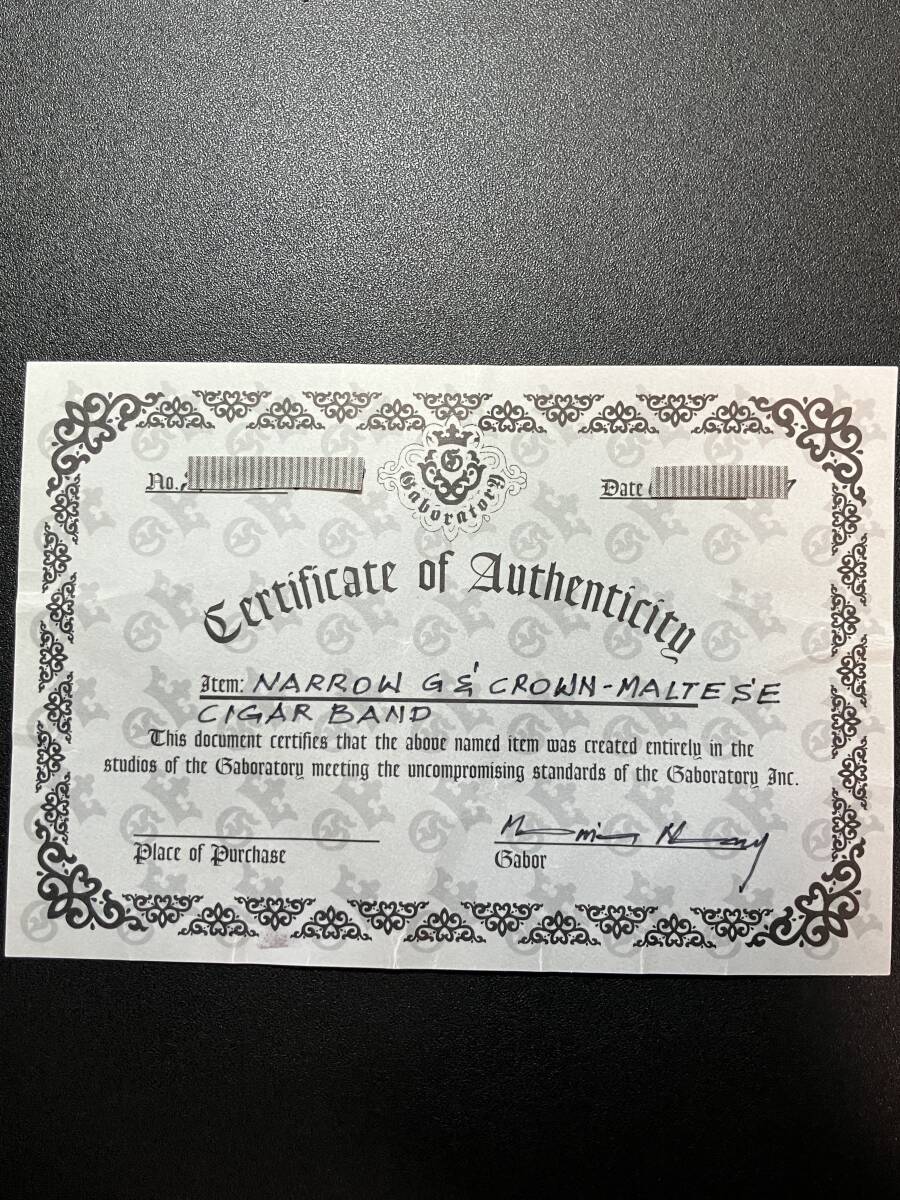 No.
G
Gaboratory
Date
Certificate of Authenticity
Item: NARROW G & CROWN-MALTESE
CIGAR BAND
This document certifies that the above named item was created entirely in the
studios of the Gaboratory meeting the uncompromising standards of the Gaboratory Inc.
Place of Purchase
Gabor